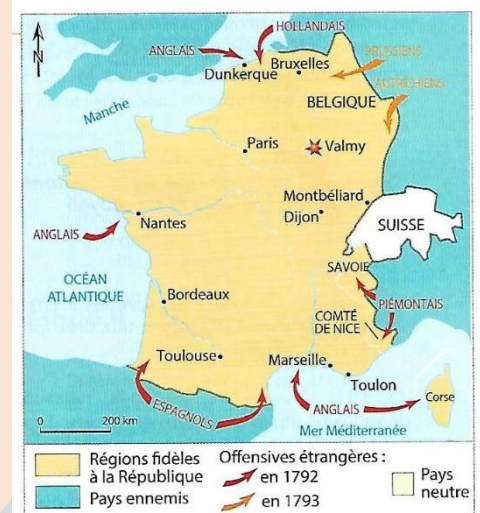 HOLLANDAIS
ANGLAIS
PRUSSIENS
N
Dunkerque
Bruxelles
AUTRICHIENS
BELGIQUE
Manche
Paris
Valmy
Montbéliard
Dijon
SUISSE
ANGLAIS
Nantes
SAVOIE
OCÉAN
ATLANTIQUE
PIÉMONTAIS
Bordeaux
COMTÉ
DE NICE
Toulouse
Marseille
Toulon
Corse
ESPAGNOLS
ANGLAIS
0 200 km
Mer Méditerranée
Régions fidèles
à la République
Pays ennemis
Offensives étrangères :
en 1792
en 1793
Pays
neutre